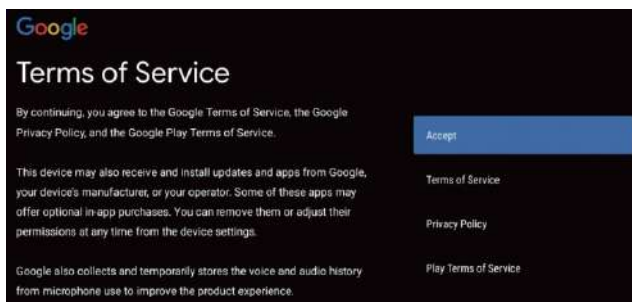 Google
Terms of Service
By continuing, you agree to the Google Terms of Service, the Google
Privacy Policy, and the Google Play Terms of Service.
This device may also receive and install updates and apps from Google,
your device's manufacturer, or your operator. Some of these apps may
offer optional in-app purchases. You can remove them or adjust their
permissions at any time from the device settings.
Google also collects and temporarily stores the voice and audio history
from microphone use to improve the product experience.
Accept
Terms of Service
Privacy Policy
Play Terms of Service